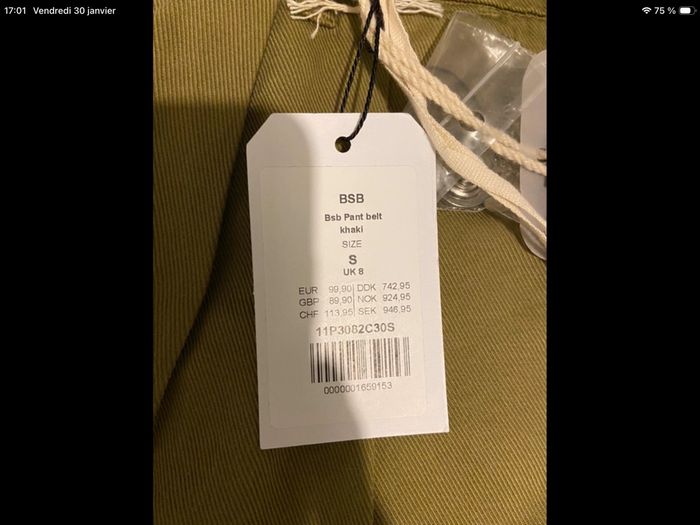 17:01 Vendredi 30 janvier
75 %
BSB
Bsb Pant belt
khaki
SIZE
S
UK 8
EUR 99,90 DDK 742,95
GBP 89,90 NOK 924,95
CHF 113,95 SEK 946,95
11P3082C30S
0000001659153